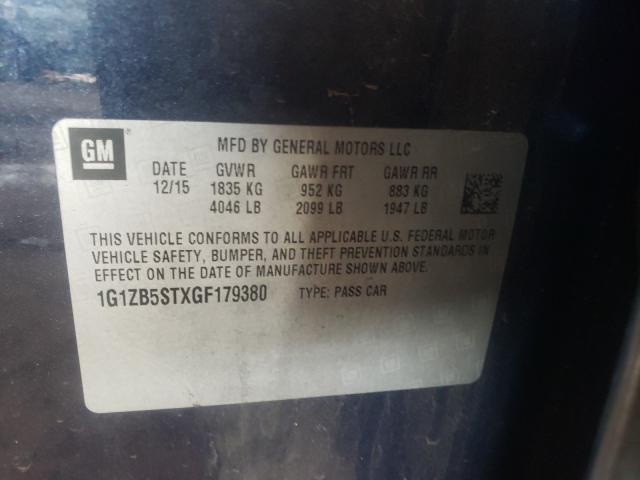 GM
MFD BY GENERAL MOTORS LLC
DATE GVWR GAWR FRT GAWR RR
12/15 1835 KG 952 KG 883 KG
4046 LB 2099 LB 1947 LB
THIS VEHICLE CONFORMS TO ALL APPLICABLE U.S. FEDERAL MOTOR
VEHICLE SAFETY, BUMPER, AND THEFT PREVENTION STANDARDS IN
EFFECT ON THE DATE OF MANUFACTURE SHOWN ABOVE.
1G1ZB5STXGF179380 TYPE: PASS CAR